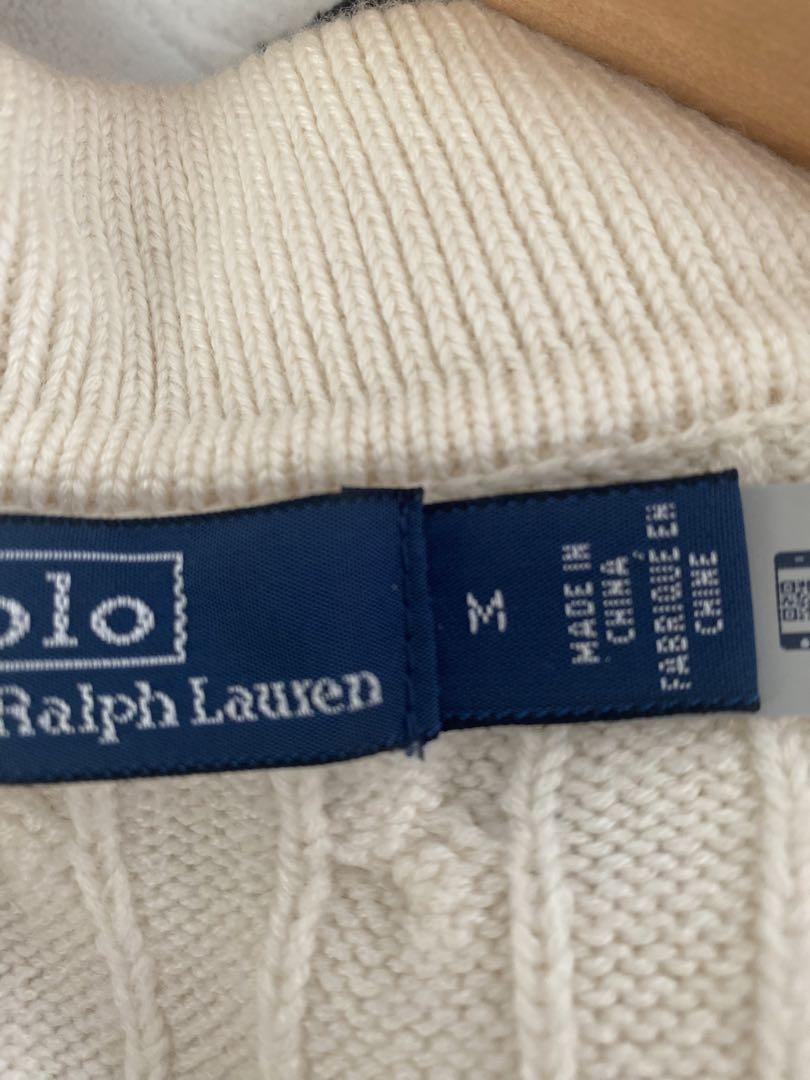 olo
Ralph Lauren
M
MADE IN
CHINA
FABRIQUÉ EN
CHINE